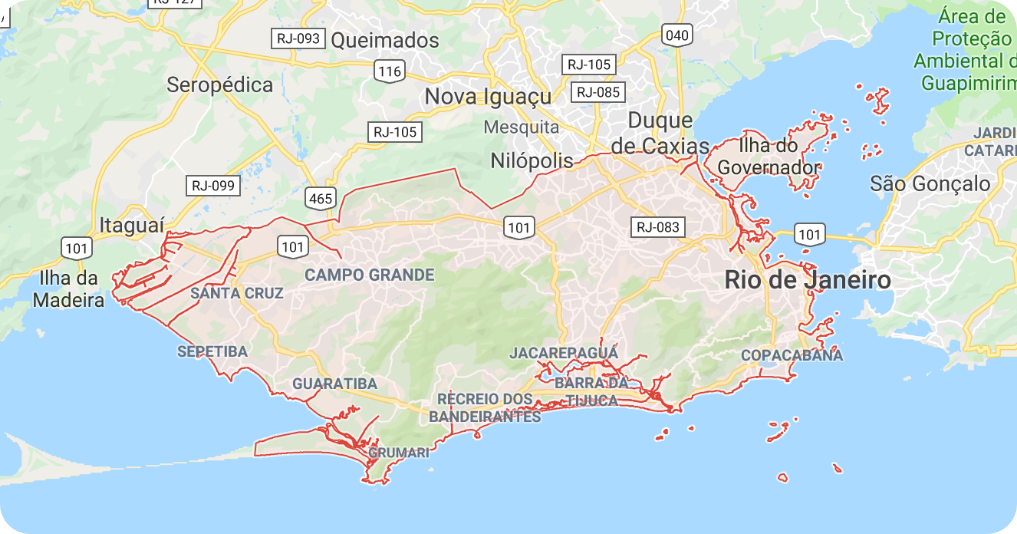 RJ-127
Área de
Proteção
Ambiental d
Guapimirim
RJ-093
Queimados
040
116
RJ-105
Seropédica
RJ-085
Nova Iguaçu
Mesquita
Duque
de Caxias
RJ-105
JARDI
CATARI
Nilópolis
Ilha do
Governador
RJ-099
São Gonçalo
465
Itaguaí
101
RJ-083
101
101
101
CAMPO GRANDE
Rio de Janeiro
Ilha da
Madeira
SANTA CRUZ
SEPETIBA
JACAREPAGUÁ
COPACABANA
GUARATIBA
BARRA DA
TIJUCA
RECREIO DOS
BANDEIRANTES
GRUMARI